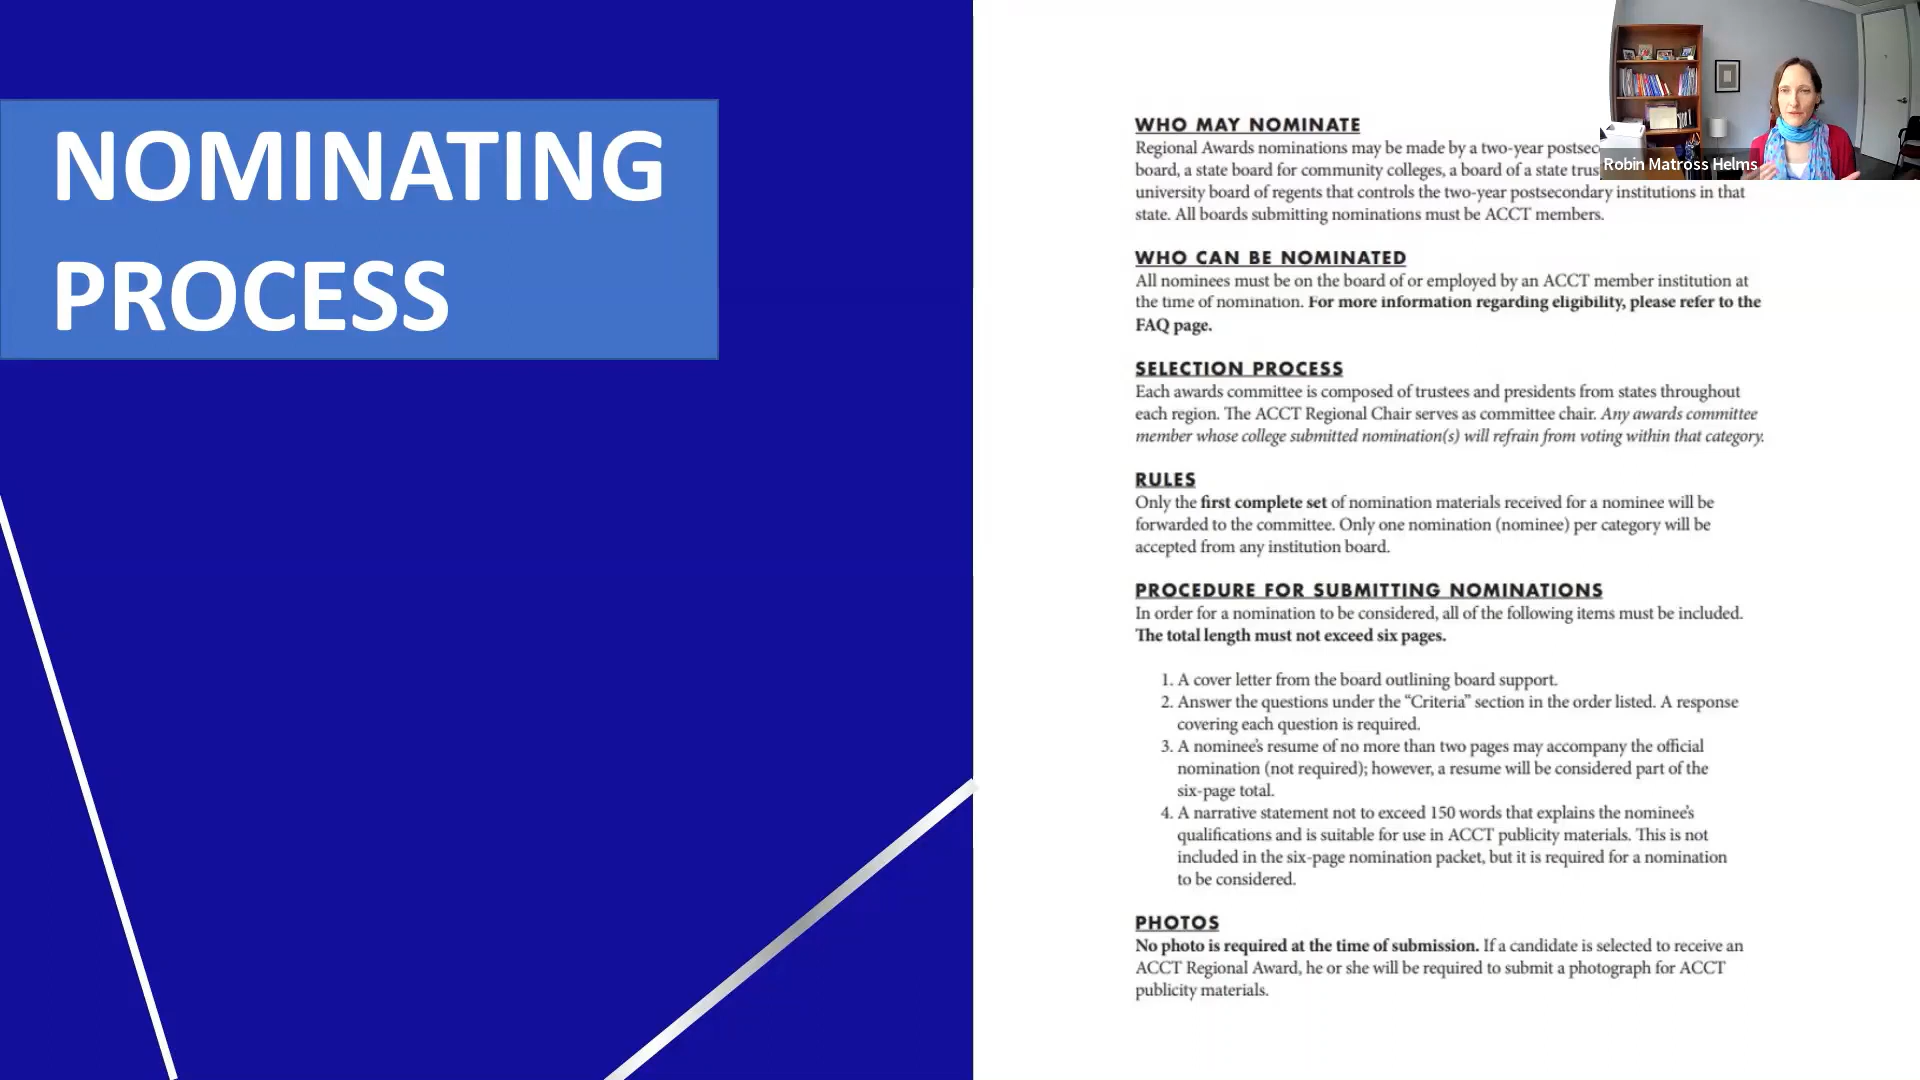 NOMINATING
PROCESS
WHO MAY NOMINATE
Regional Awards nominations may be made by a two-year
board, a state board for community colleges, a board of a state
university board of regents that controls the two-year postsecondary institutions in that
state. All boards submitting nominations must be ACCT members.
WHO CAN BE NOMINATED
All nominees must be on the board of or employed by an ACCT member institution at
the time of nomination. For more information regarding eligibility, please refer to the
FAQ page.
SELECTION PROCESS
Each awards committee is composed of trustees and presidents from states throughout
each region. The ACCT Regional Chair serves as committee chair. Any awards committee
member whose college submitted nomination(s) will refrain from voting within that category.
RULES
Only the first complete set of nomination materials received for a nominee will be
forwarded to the committee. Only one nomination (nominee) per category will be
accepted from any institution board.
PROCEDURE FOR SUBMITTING NOMINATIONS
In order for a nomination to be considered, all of the following items must be included.
The total length must not exceed six pages.
1. A cover letter from the board outlining board support.
2. Answer the questions under the “Criteria” section in the order listed. A response
covering each question is required.
3. A nominee’s resume of no more than two pages may accompany the official
nomination (not required); however, a resume will be considered part of the
six-page total.
4. A narrative statement not to exceed 150 words that explains the nominee’s
qualifications and is suitable for use in ACCT publicity materials. This is not
included in the six-page nomination packet, but it is required for a nomination
to be considered.
PHOTOS
No photo is required at the time of submission. If a candidate is selected to receive an
ACCT Regional Award, he or she will be required to submit a photograph for ACCT
publicity materials.
Robin Matross Helms